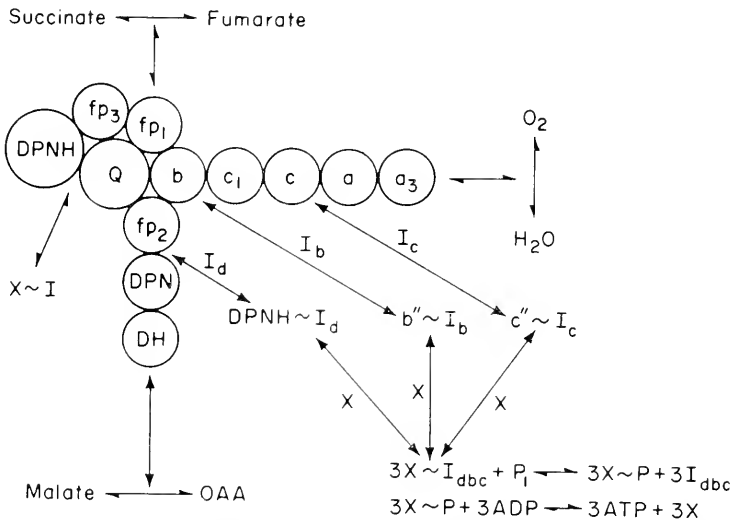 Succinate Fumarate
fp3 fp1
DPNH Q b c1 c a a3
O2
H2O
fp2
X~I
DPN
DH
Id
Ib
Ic
DPNH~Id
b″~Ib
c″~Ic
X
X
X
3X~Idbc + P1 3X~P + 3Idbc
3X~P + 3ADP 3ATP + 3X
Malate OAA